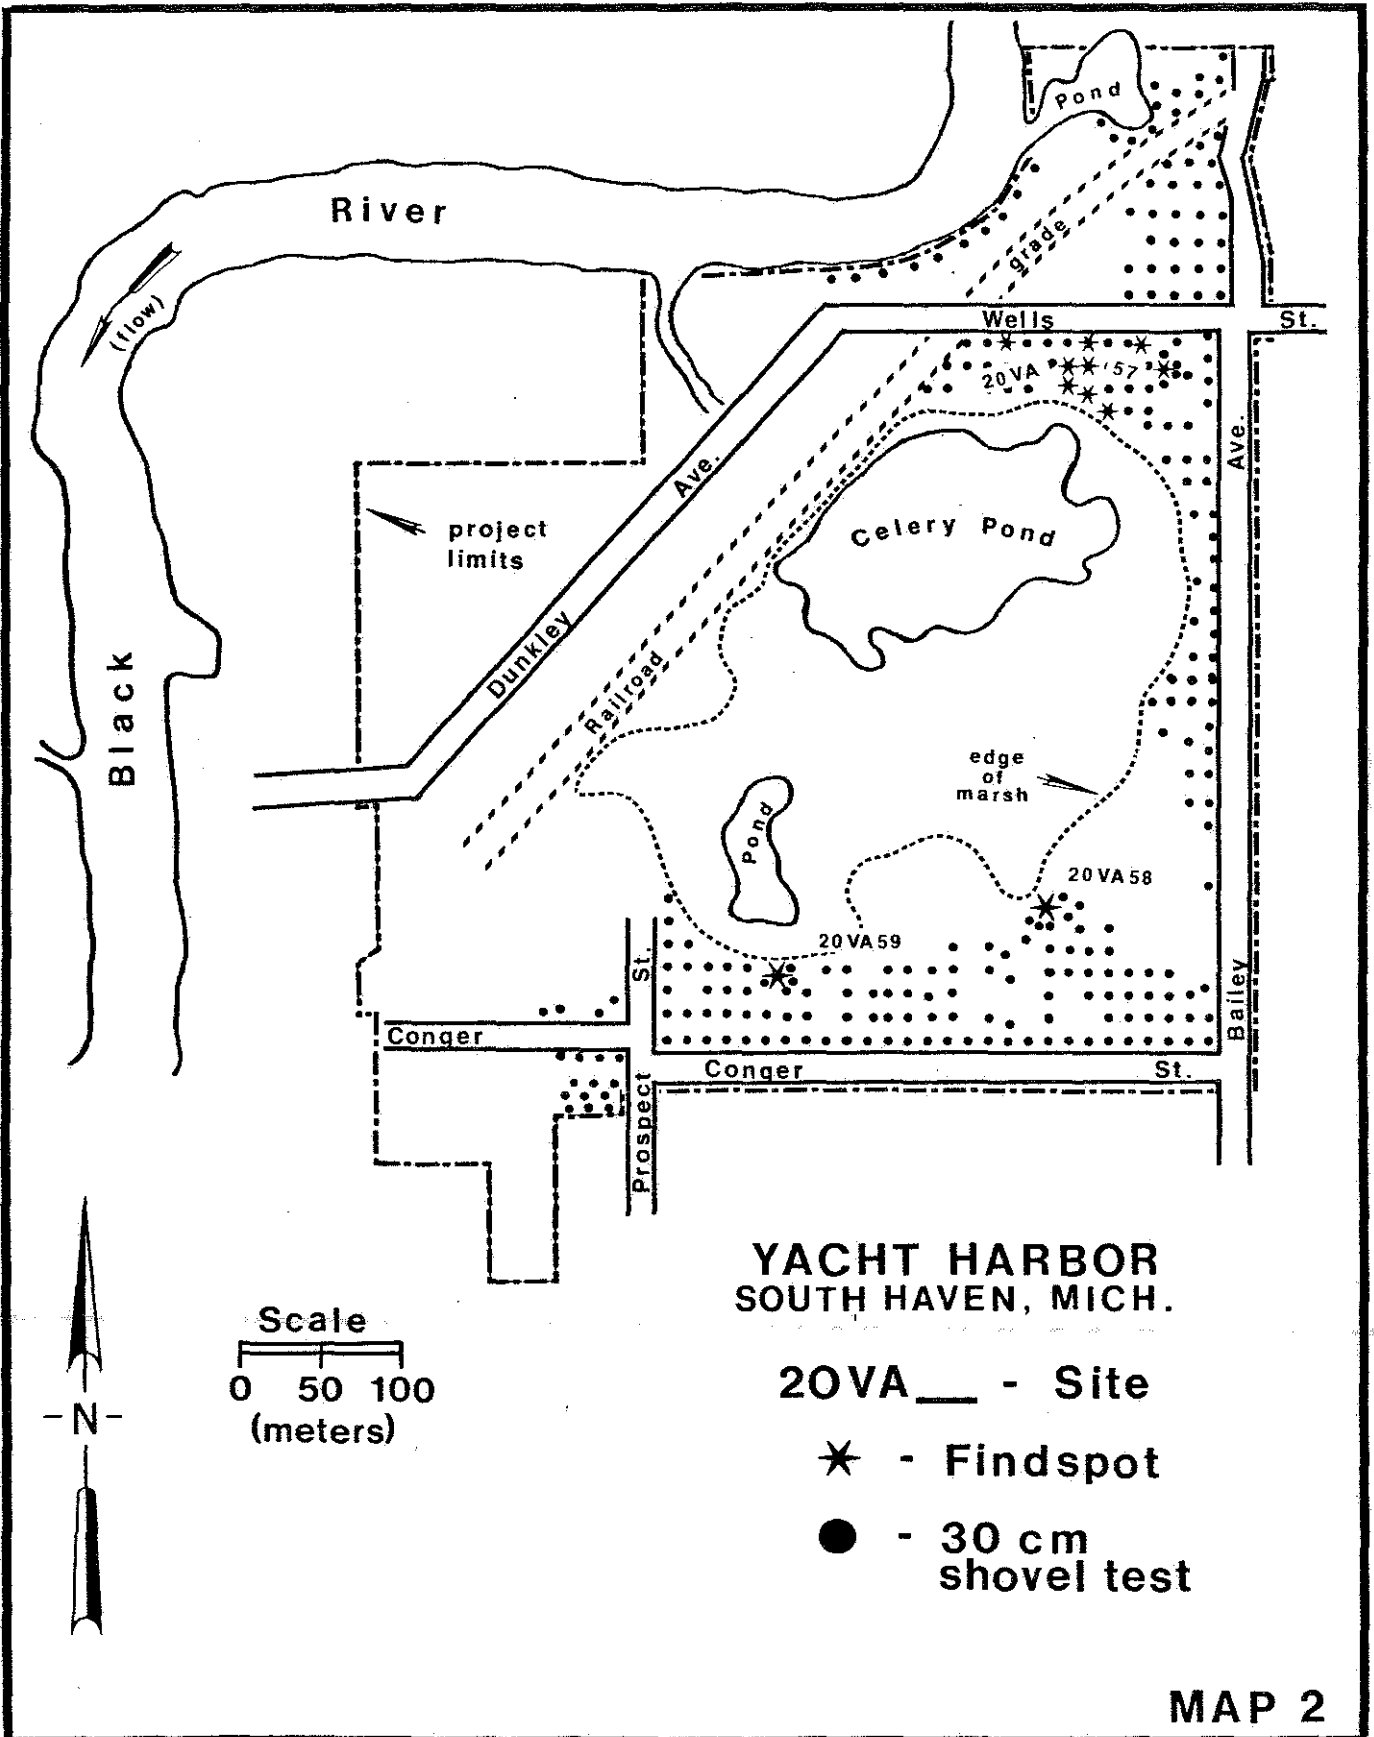 Pond
River
grade
(flow)
Wells St.
20VA 57
Ave.
Ave.
project
limits
Celery Pond
Dunkley
Railroad
Black
edge
of
marsh
Pond
20VA58
20VA59
St.
Bailey
Conger
Conger St.
Prospect
YACHT HARBOR
SOUTH HAVEN, MICH.
Scale
0 50 100
(meters)
-N-
20VA__ - Site
- Findspot
- 30 cm
shovel test
MAP 2